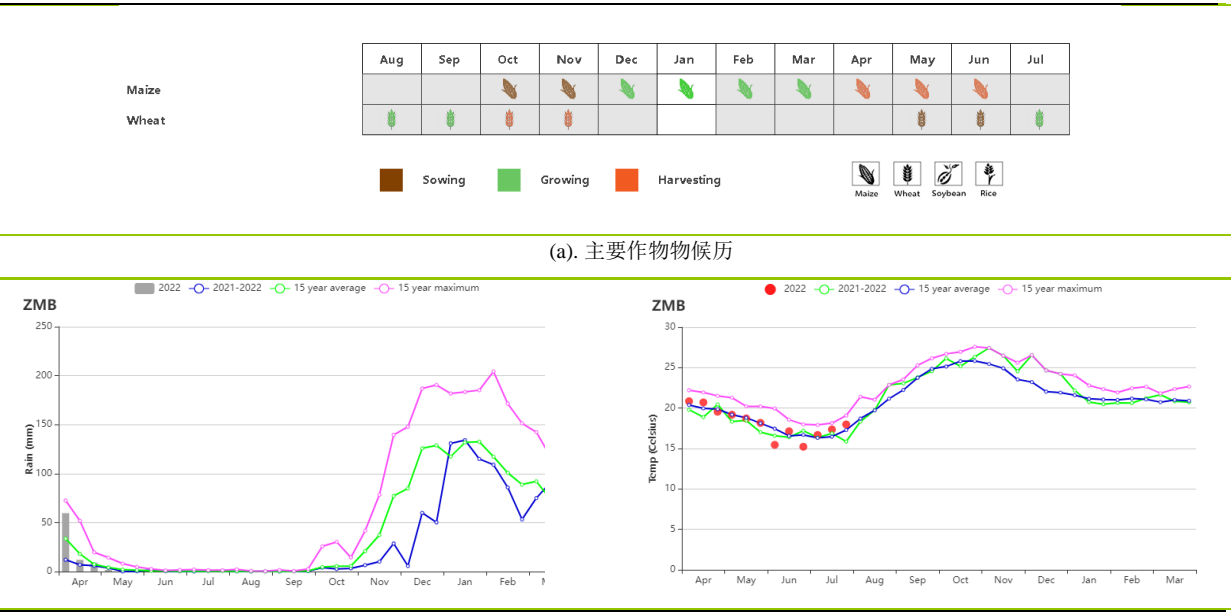 Aug Sep Oct Nov Dec Jan Feb Mar Apr May Jun Jul
Maize
Wheat
Sowing Growing Harvesting
Maize Wheat Soybean Rice
(a). 主要作物物候历
2022 2021-2022 15 year average 15 year maximum
ZMB
250
200
150
100
50
0
Rain (mm)
Apr May Jun Jul Aug Sep Oct Nov Dec Jan Feb
2022 2021-2022 15 year average 15 year maximum
ZMB
30
25
20
15
10
5
0
Temp (Celsius)
Apr May Jun Jul Aug Sep Oct Nov Dec Jan Feb Mar